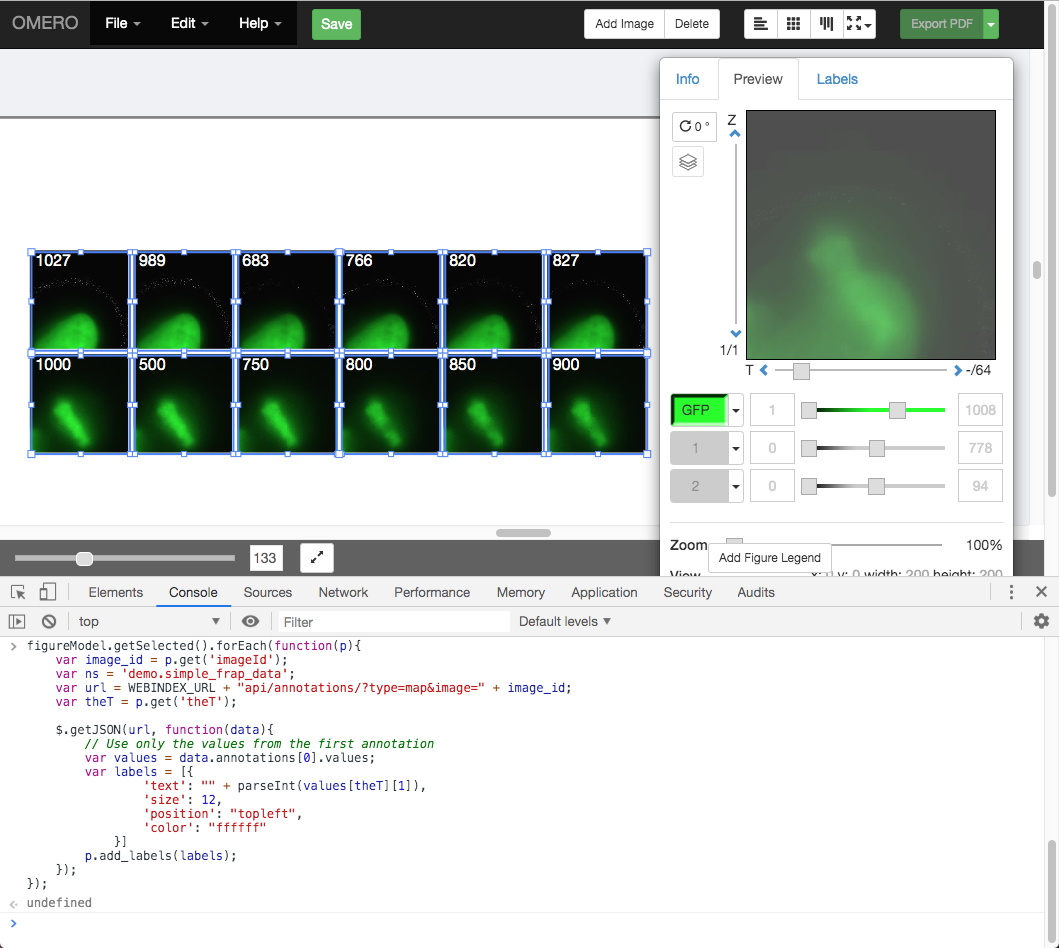 OMERO File Edit Help Save Add Image Delete Export PDF
Info Preview Labels
0 ° Z
1027 989 683 766 820 827
1000 500 750 800 850 900
1/1
T -/64
GFP 1 1008
1 0 778
2 0 94
Zoom 100%
Add Figure Legend
View x: 0 y: 0 width: 200 height: 200
133
Elements Console Sources Network Performance Memory Application Security Audits
top Filter Default levels
figureModel.getSelected().forEach(function(p){
    var image_id = p.get('imageId');
    var ns = 'demo.simple_frap_data';
    var url = WEBINDEX_URL + "api/annotations/?type=map&image=" + image_id;
    var theT = p.get('theT');
    $.getJSON(url, function(data){
        // Use only the values from the first annotation
        var values = data.annotations[0].values;
        var labels = [{
                'text': "" + parseInt(values[theT][1]),
                'size': 12,
                'position': "topleft",
                'color': "ffffff"
            }]
        p.add_labels(labels);
    });
});
undefined